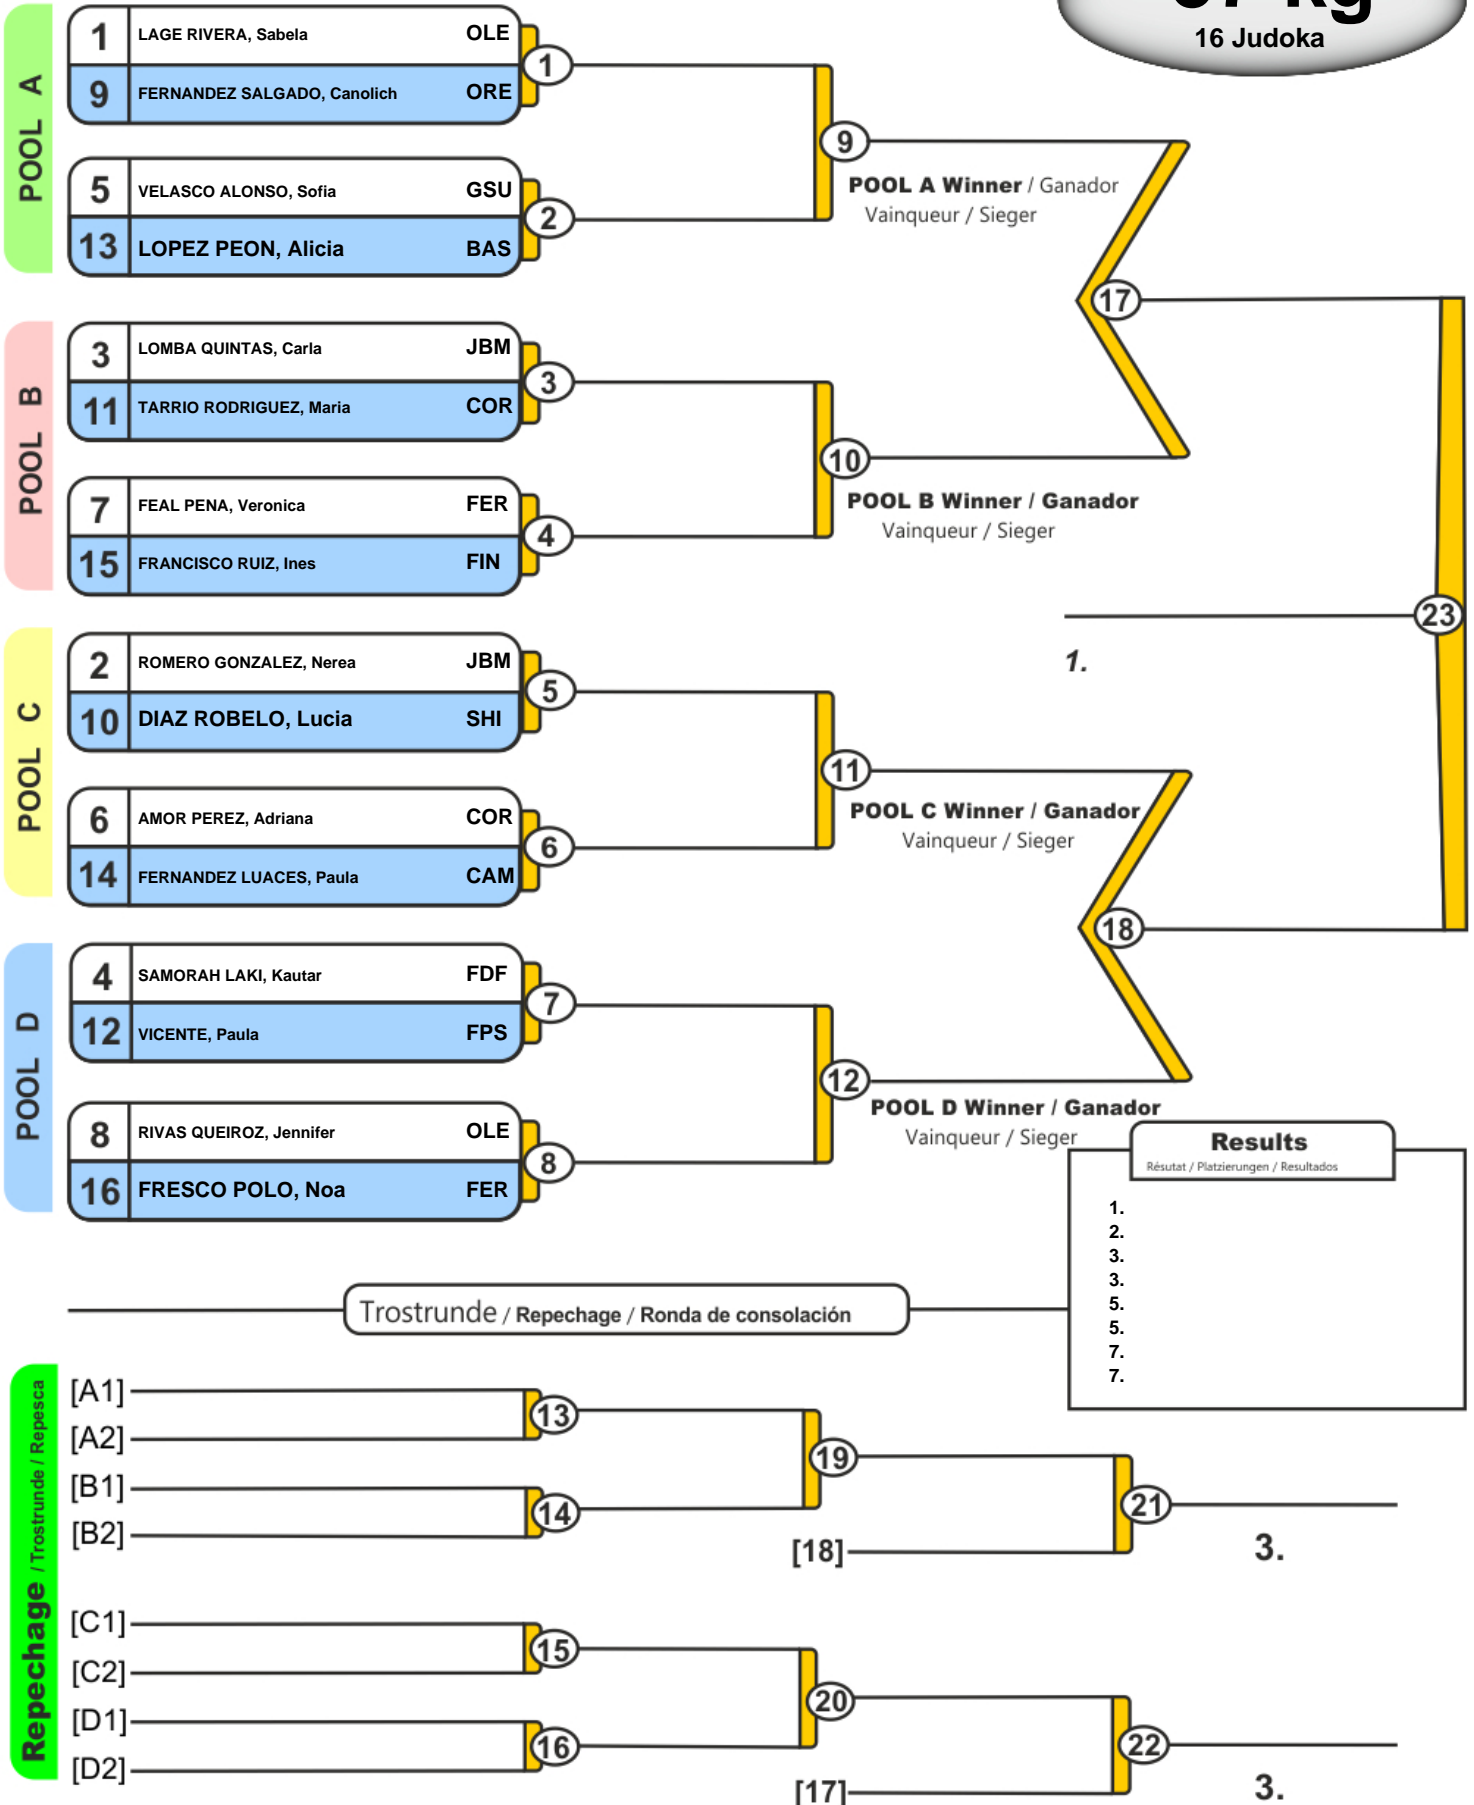 kg
16 Judoka
POOL A
1 LAGE RIVERA, Sabela OLE
9 FERNANDEZ SALGADO, Canolich ORE
1
5 VELASCO ALONSO, Sofia GSU
13 LOPEZ PEON, Alicia BAS
2
9
POOL A Winner / Ganador
Vainqueur / Sieger
17
POOL B
3 LOMBA QUINTAS, Carla JBM
11 TARRIO RODRIGUEZ, Maria COR
3
7 FEAL PENA, Veronica FER
15 FRANCISCO RUIZ, Ines FIN
4
10
POOL B Winner / Ganador
Vainqueur / Sieger
23
1.
POOL C
2 ROMERO GONZALEZ, Nerea JBM
10 DIAZ ROBELO, Lucia SHI
5
6 AMOR PEREZ, Adriana COR
14 FERNANDEZ LUACES, Paula CAM
6
11
POOL C Winner / Ganador
Vainqueur / Sieger
18
POOL D
4 SAMORAH LAKI, Kautar FDF
12 VICENTE, Paula FPS
7
8 RIVAS QUEIROZ, Jennifer OLE
16 FRESCO POLO, Noa FER
8
12
POOL D Winner / Ganador
Vainqueur / Sieger
Results
Résutat / Platzierungen / Resultados
1.
2.
3.
3.
5.
5.
7.
7.
Trostrunde / Repechage / Ronda de consolación
Repechage / Trostrunde / Repesca
[A1]
[A2]
13
[B1]
[B2]
14
19
[18]
21
3.
[C1]
[C2]
15
[D1]
[D2]
16
20
[17]
22
3.